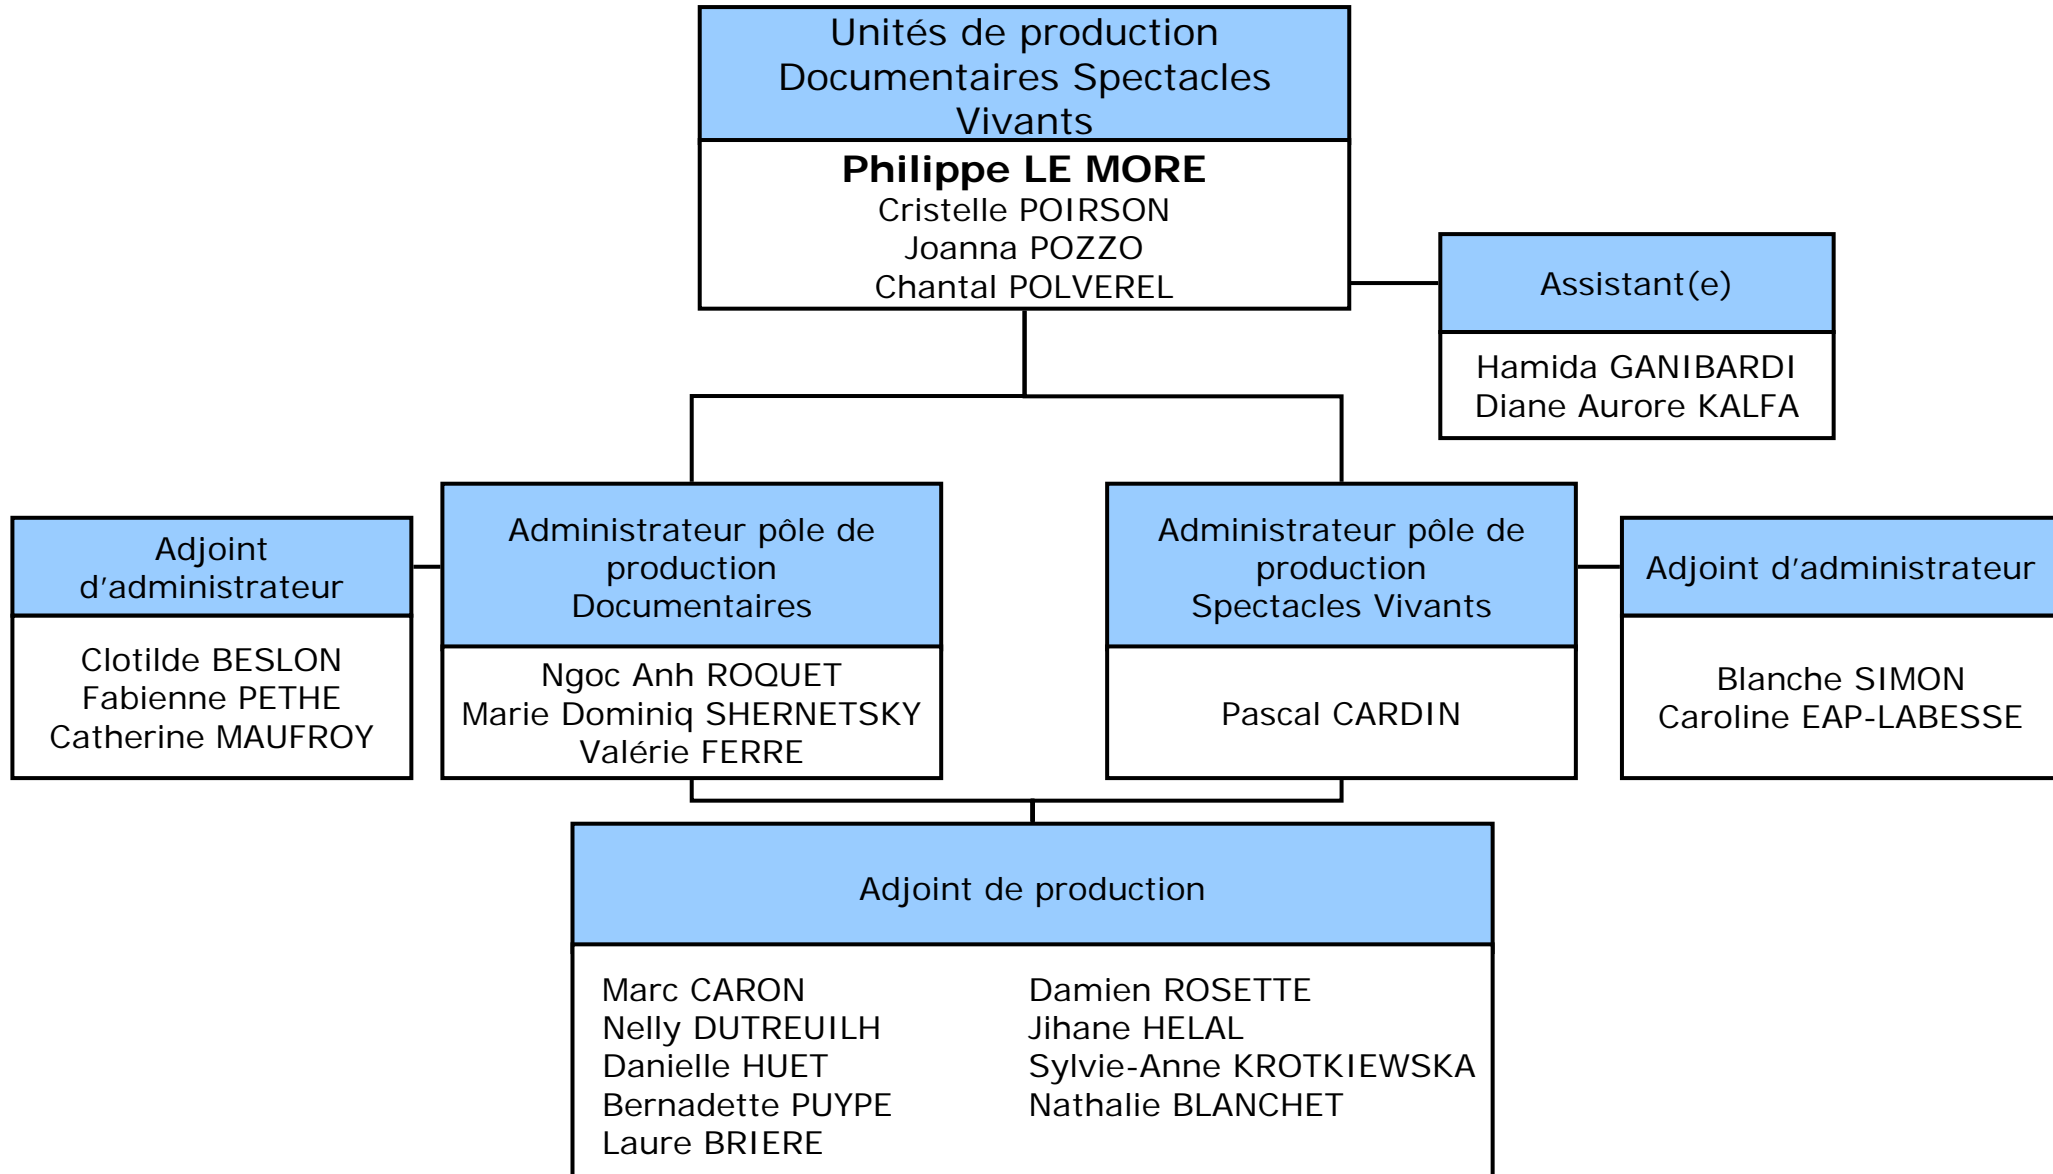 Unités de production
Documentaires Spectacles
Vivants
Philippe LE MORE
Cristelle POIRSON
Joanna POZZO
Chantal POLVEREL
Assistant(e)
Hamida GANIBARDI
Diane Aurore KALFA
Adjoint
d'administrateur
Clotilde BESLON
Fabienne PETHE
Catherine MAUFROY
Administrateur pôle de
production
Documentaires
Ngoc Anh ROQUET
Marie Dominiq SHERNETSKY
Valérie FERRE
Administrateur pôle de
production
Spectacles Vivants
Pascal CARDIN
Adjoint d'administrateur
Blanche SIMON
Caroline EAP-LABESSE
Adjoint de production
Marc CARON
Nelly DUTREUILH
Danielle HUET
Bernadette PUYPE
Laure BRIERE
Damien ROSETTE
Jihane HELAL
Sylvie-Anne KROTKIEWSKA
Nathalie BLANCHET